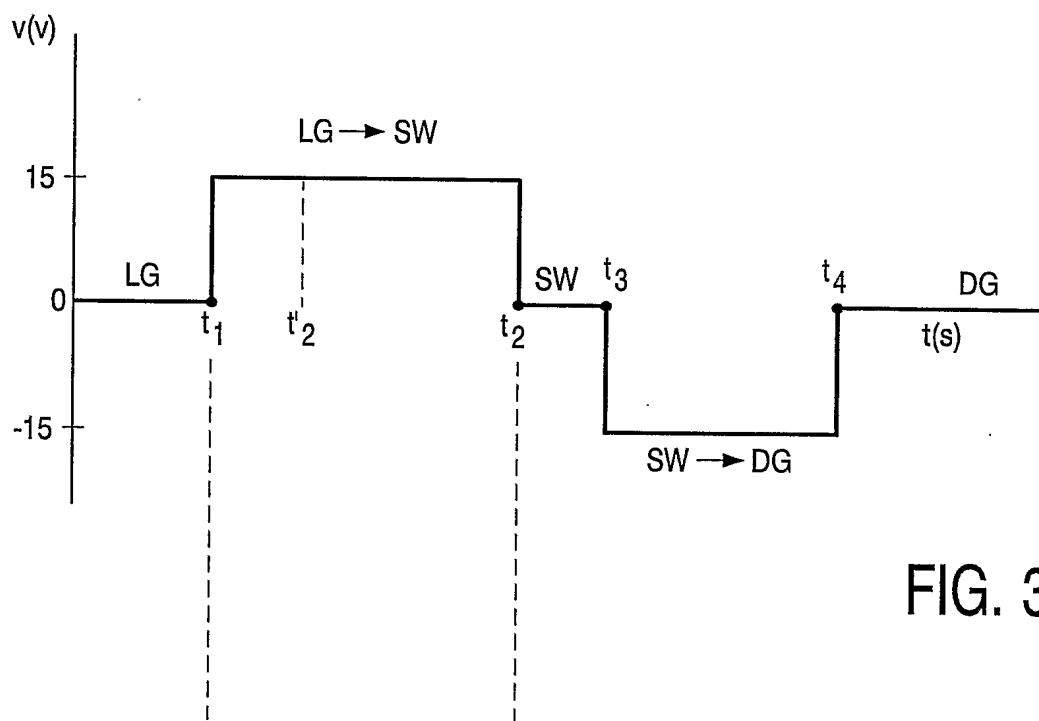 v(v)
LG → SW
15
LG
0
t1
t'2
t2
SW
t3
t4
DG
t(s)
-15
SW → DG
FIG. 3